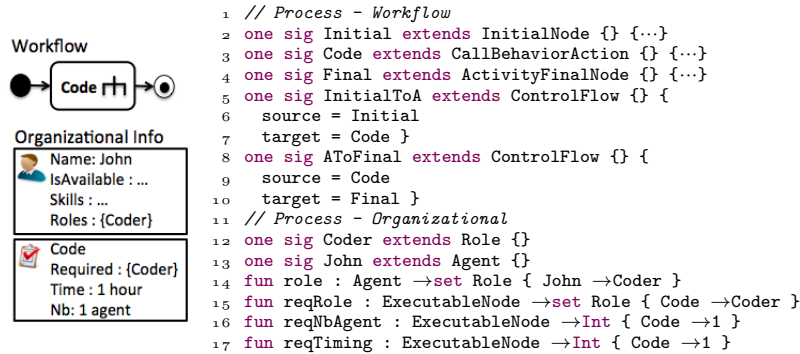 Workflow
Code
Organizational Info
Name: John
IsAvailable : ...
Skills : ...
Roles : {Coder}
Code
Required : {Coder}
Time : 1 hour
Nb: 1 agent
1 // Process - Workflow
2 one sig Initial extends InitialNode {} {···}
3 one sig Code extends CallBehaviorAction {} {···}
4 one sig Final extends ActivityFinalNode {} {···}
5 one sig InitialToA extends ControlFlow {} {
6 source = Initial
7 target = Code }
8 one sig AToFinal extends ControlFlow {} {
9 source = Code
10 target = Final }
11 // Process - Organizational
12 one sig Coder extends Role {}
13 one sig John extends Agent {}
14 fun role : Agent →set Role { John →Coder }
15 fun reqRole : ExecutableNode →set Role { Code →Coder }
16 fun reqNbAgent : ExecutableNode →Int { Code →1 }
17 fun reqTiming : ExecutableNode →Int { Code →1 }